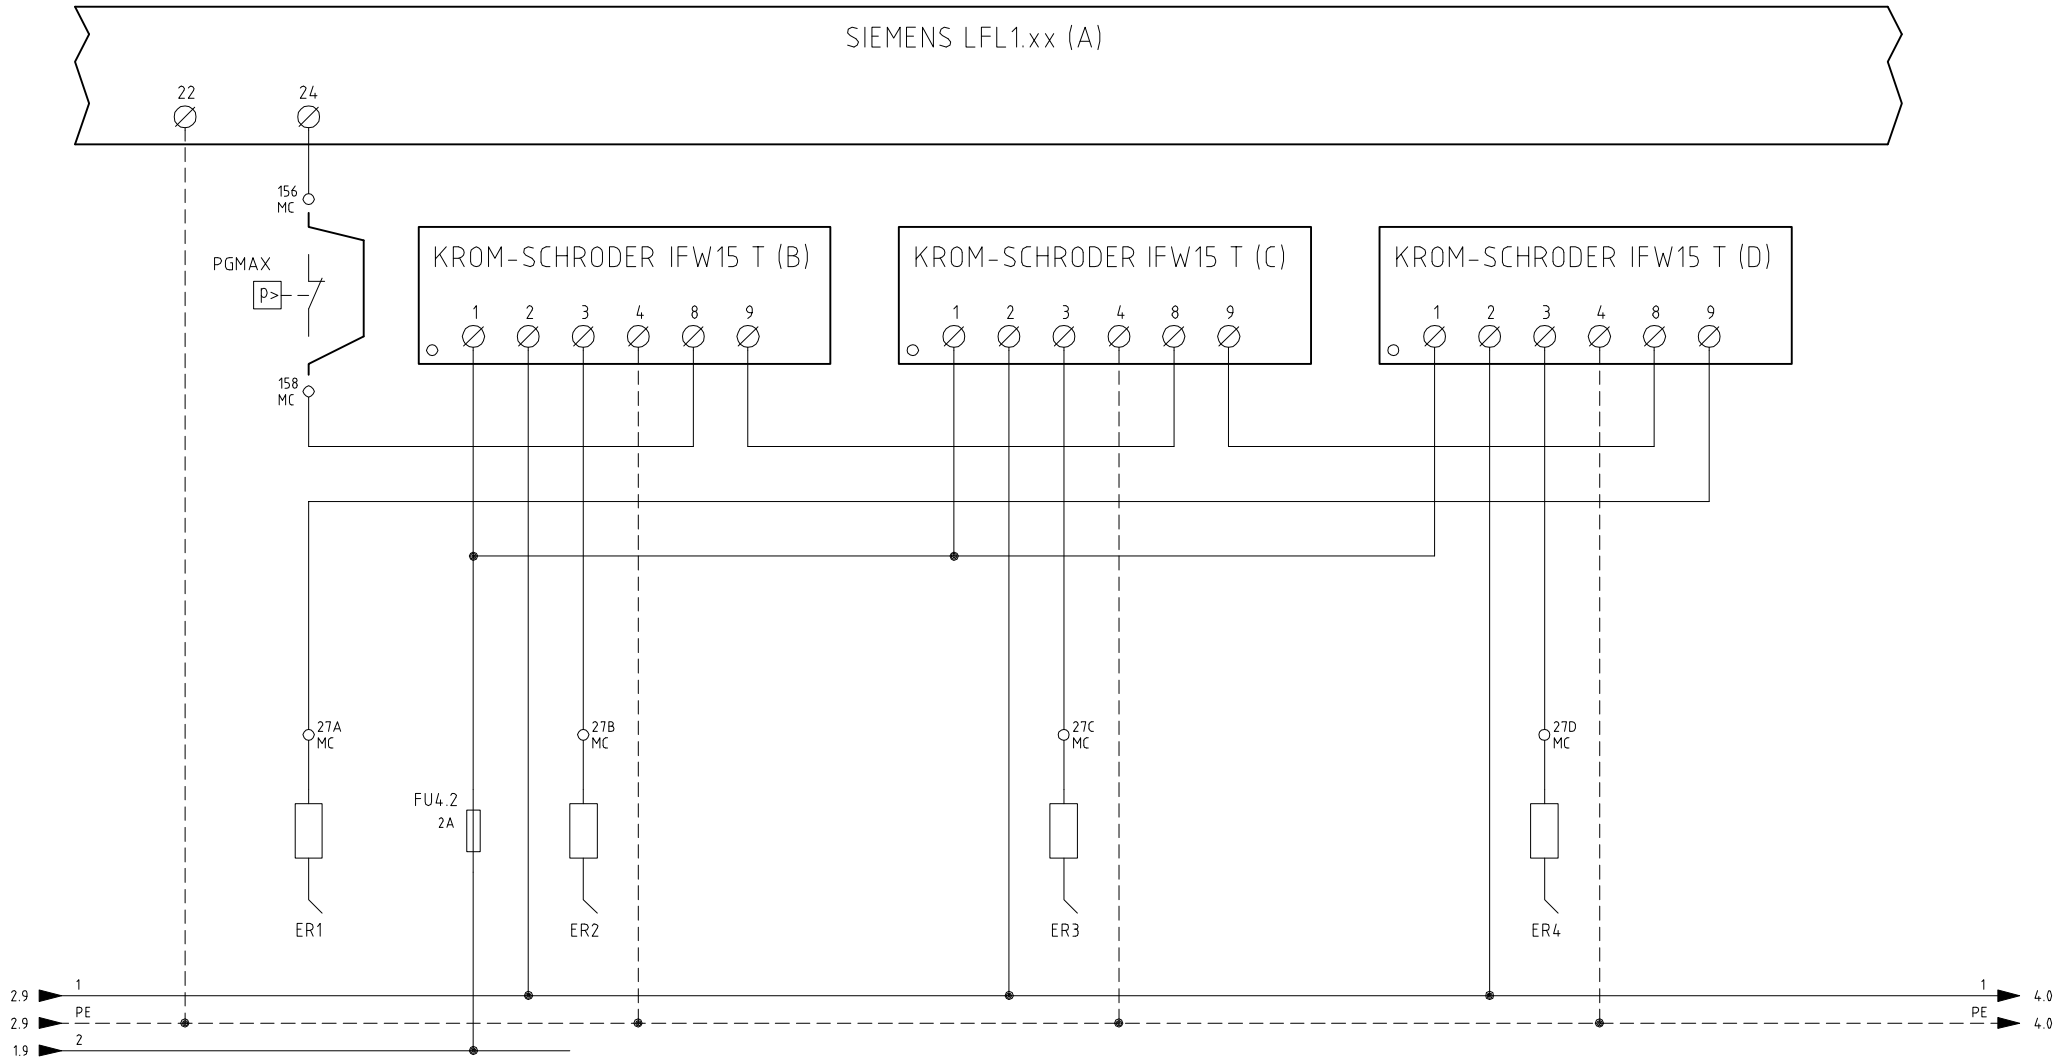 SIEMENS LFL1.xx (A)
22
24
156
MC
PGMAX
P>
158
MC
KROM-SCHRODER IFW15 T (B)
1 2 3 4 8 9
KROM-SCHRODER IFW15 T (C)
1 2 3 4 8 9
KROM-SCHRODER IFW15 T (D)
1 2 3 4 8 9
27A
MC
27B
MC
27C
MC
27D
MC
FU4.2
2A
ER1
ER2
ER3
ER4
2.9 1 1 4.0
2.9 PE PE 4.0
1.9 2